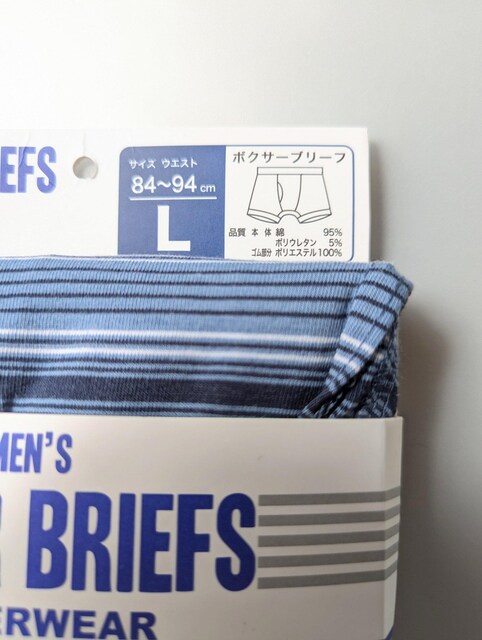 EFS
サイズ ウエスト
84〜94cm
L
ボクサーブリーフ
品質 本体 綿 95%
ポリウレタン 5%
ゴム部分 ポリエステル 100%
MEN'S
R BRIEFS
ERWEAR